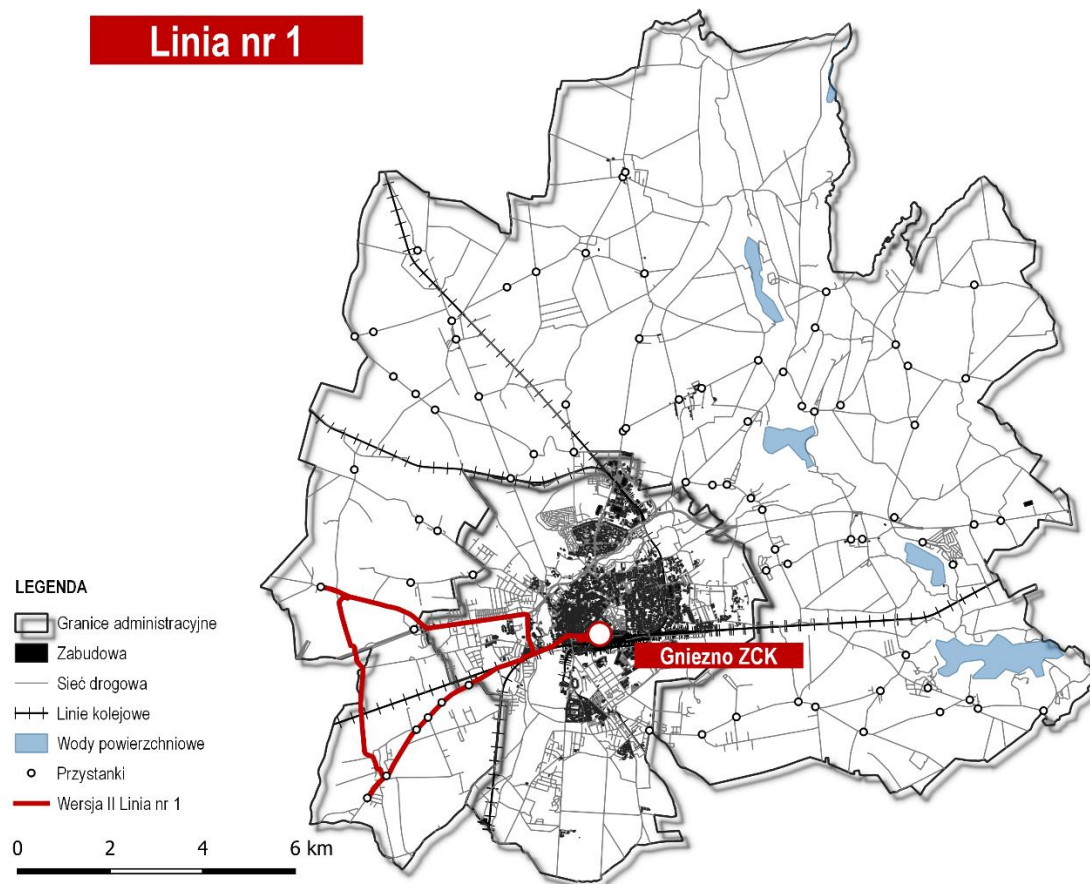 Linia nr 1
Gniezno ZCK
LEGENDA
Granice administracyjne
Zabudowa
Sieć drogowa
Linie kolejowe
Wody powierzchniowe
Przystanki
Wersja II Linia nr 1
0 2 4 6 km